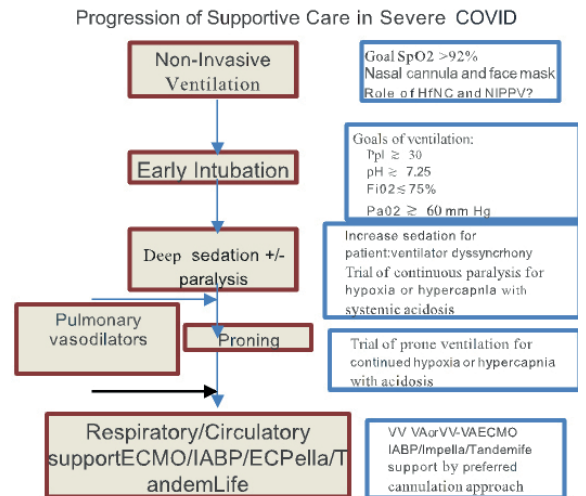 Progression of Supportive Care in Severe COVID
Non-Invasive
Ventilation
Goal SpO2 >92%
Nasal cannula and face mask
Role of HfNC and NIPPV?
Early Intubation
Goals of ventilation:
Ppl ≥ 30
pH ≥ 7.25
Fi02 ≤ 75%
Pa02 ≥ 60 mm Hg
Deep sedation +/-
paralysis
Increase sedation for
patient:ventilator dyssyncrhony
Trial of continuous paralysis for
hypoxia or hypercapnla with
systemic acidosis
Pulmonary
vasodilators
Proning
Trial of prone ventilation for
continued hypoxia or hypercapnia
with acidosis
Respiratory/Circulatory
supportECMO/IABP/ECPella/T
andemLife
VV VAorVV-VAECMO
IABP/Impella/Tandemife
support by preferred
cannulation approach